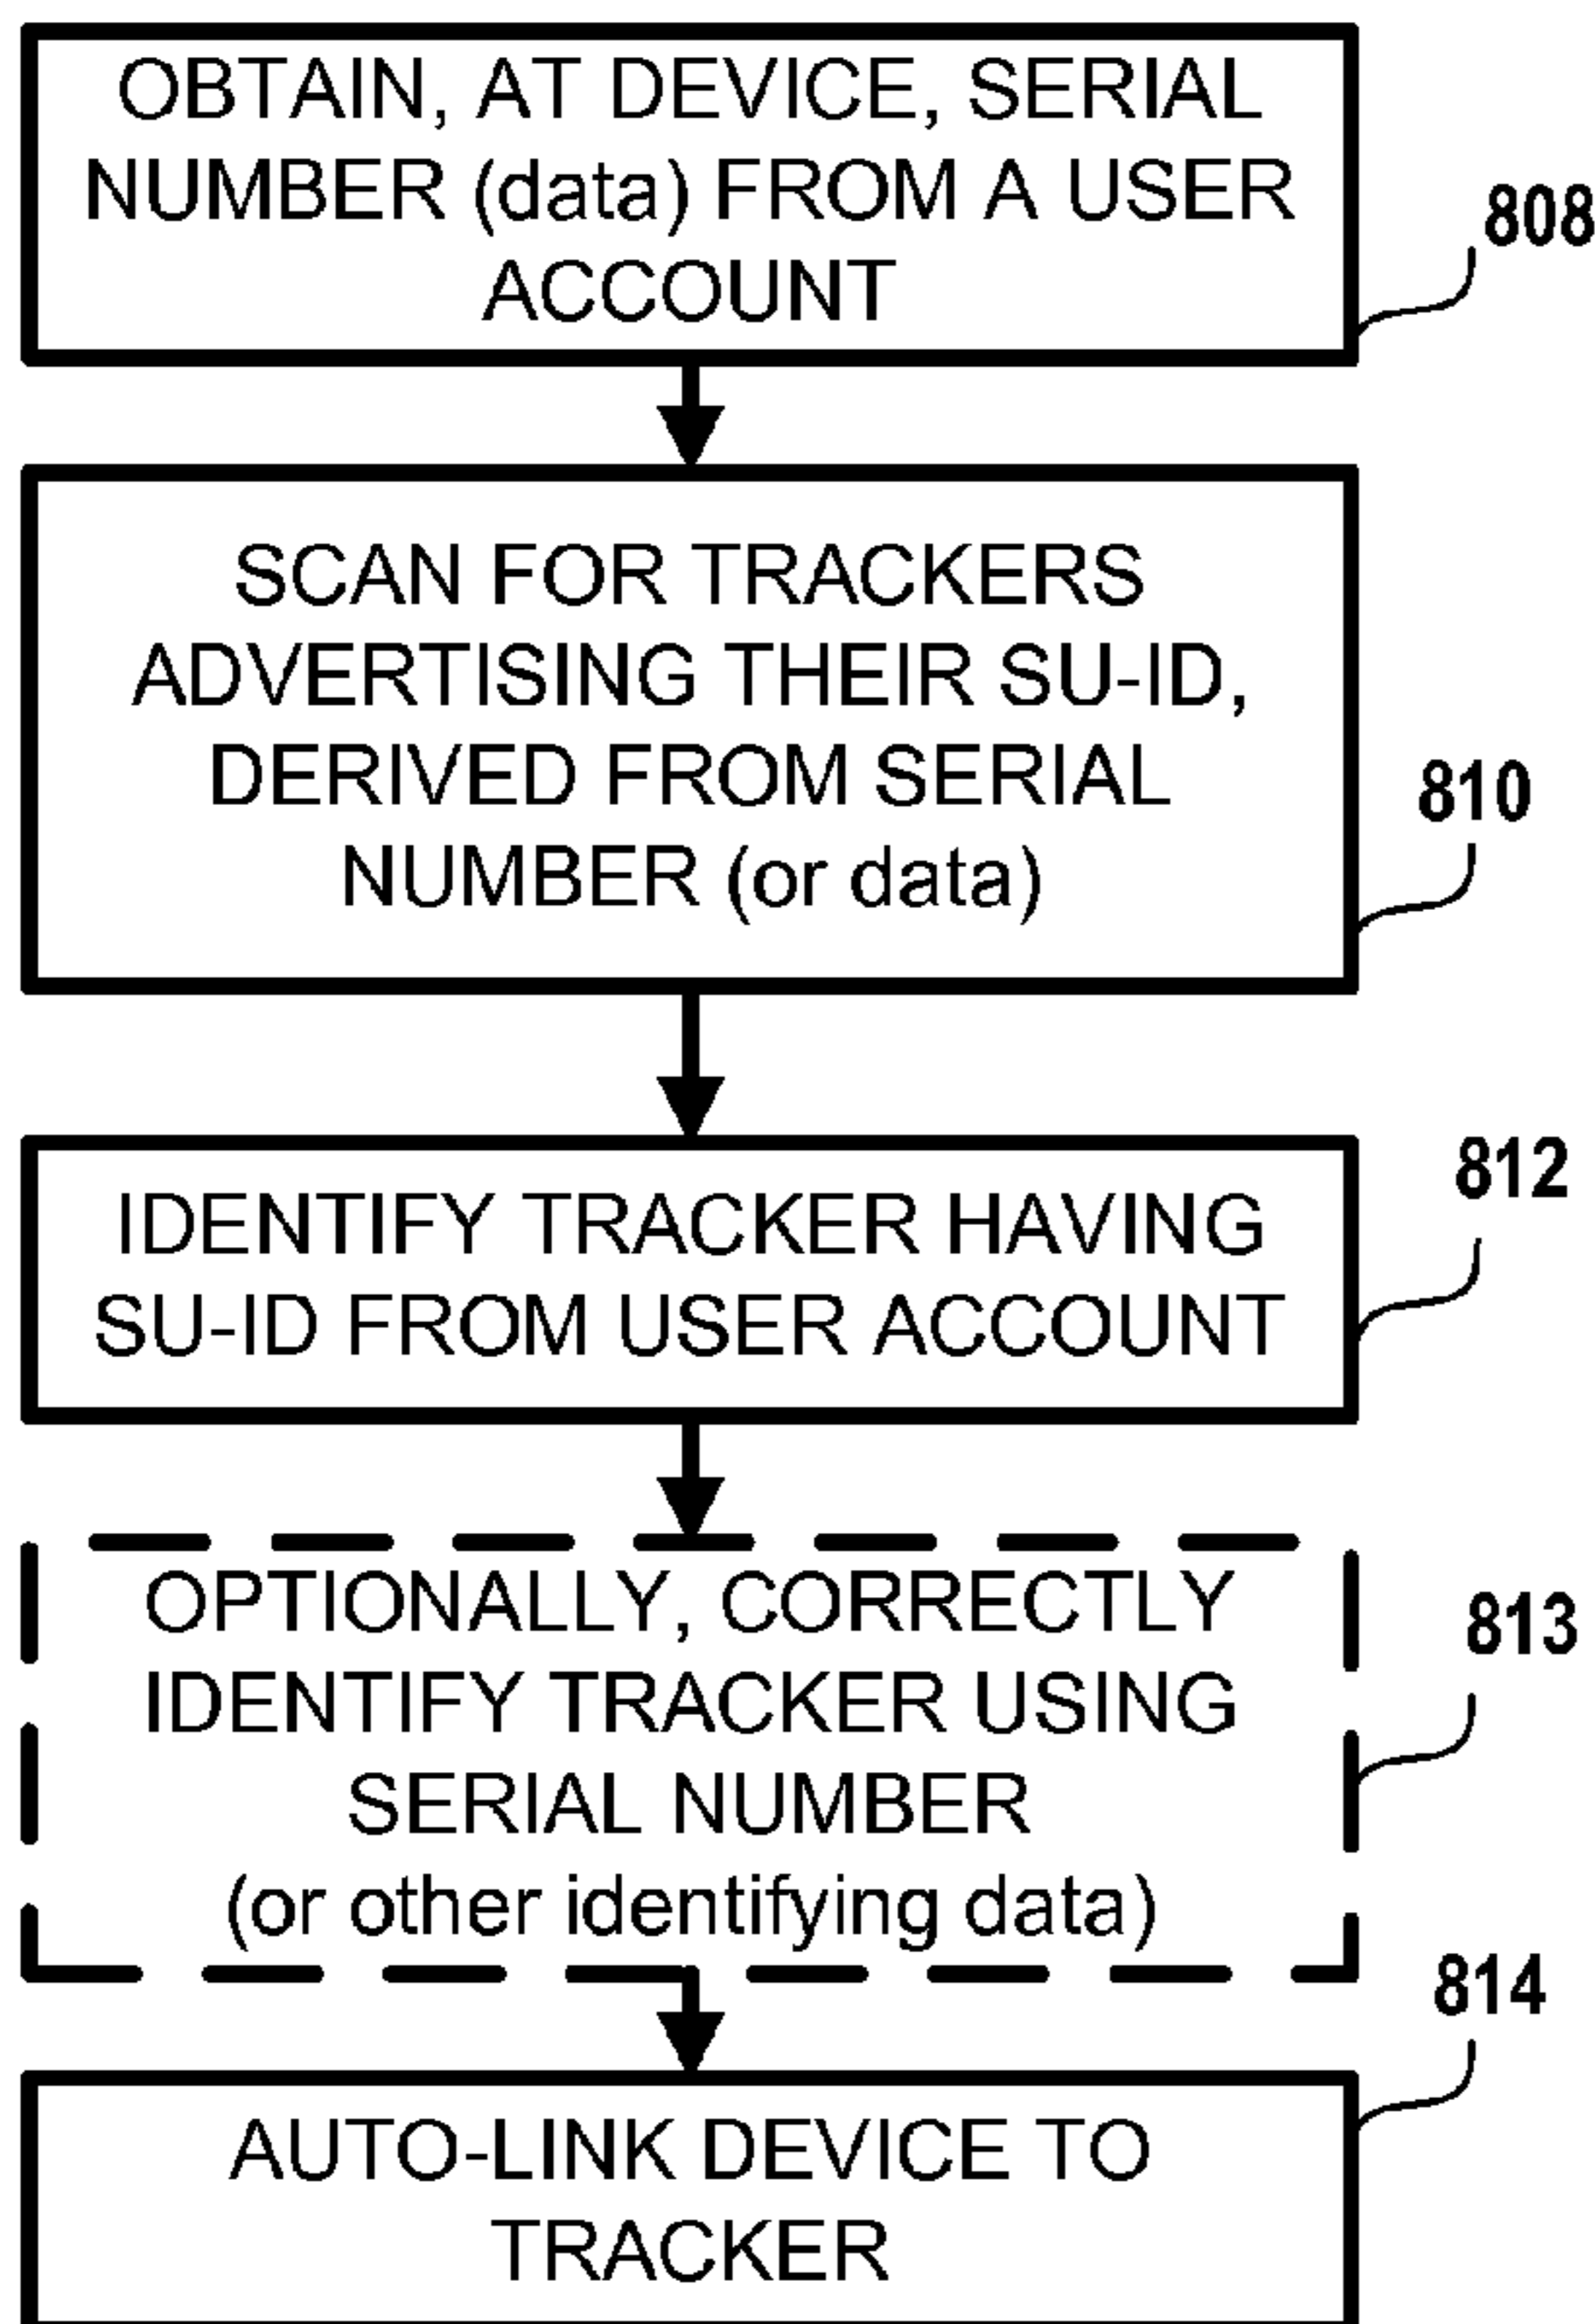 OBTAIN, AT DEVICE, SERIAL
NUMBER (data) FROM A USER
ACCOUNT
808
SCAN FOR TRACKERS
ADVERTISING THEIR SU-ID,
DERIVED FROM SERIAL
NUMBER (or data)
810
IDENTIFY TRACKER HAVING
SU-ID FROM USER ACCOUNT
812
OPTIONALLY, CORRECTLY
IDENTIFY TRACKER USING
SERIAL NUMBER
(or other identifying data)
813
AUTO-LINK DEVICE TO
TRACKER
814